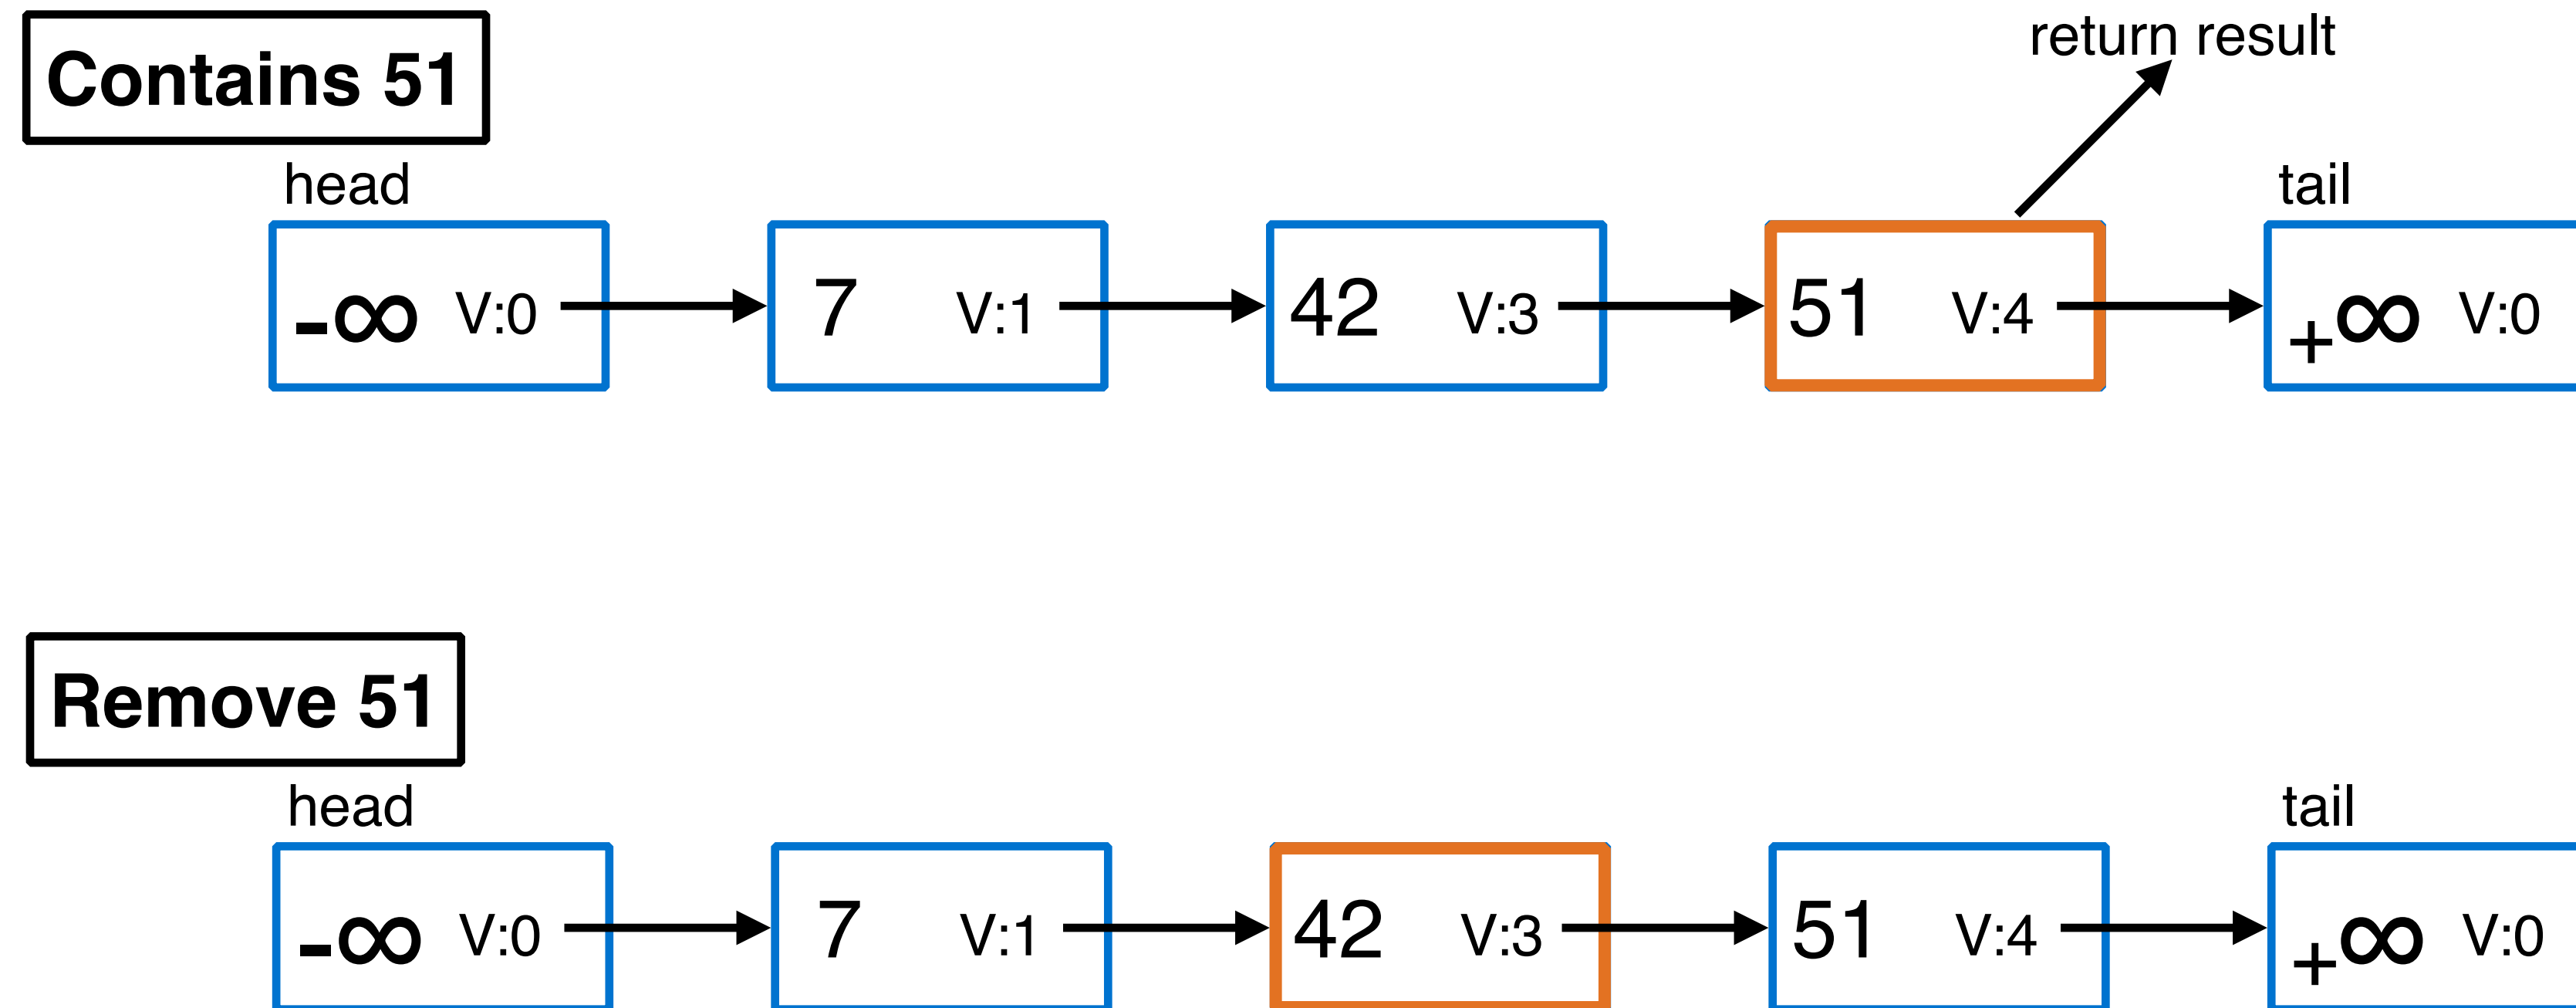 return result
Contains 51
head
tail
-∞ V:0
7 V:1
42 V:3
51 V:4
+∞ V:0
Remove 51
head
tail
-∞ V:0
7 V:1
42 V:3
51 V:4
+∞ V:0